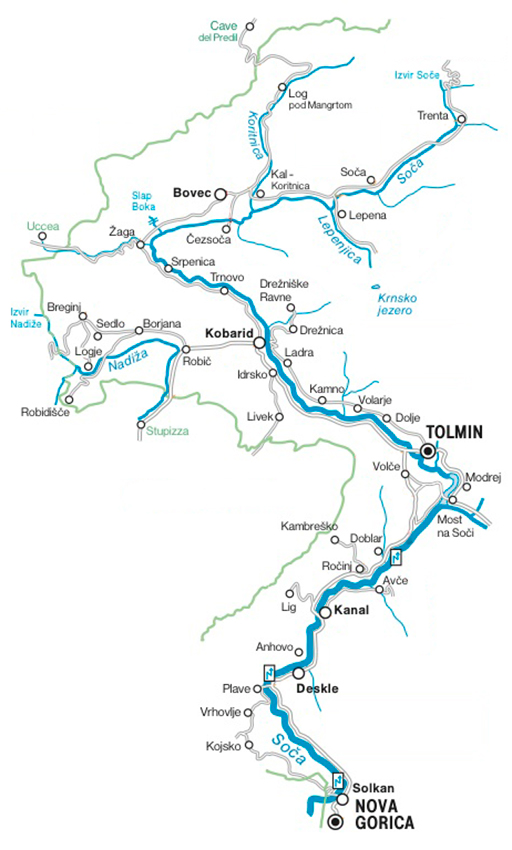 Cave
del Predil
Izvir Soče
Log
pod Mangrtom
Koritnica
Trenta
Soča
Soča
Kal -
Koritnica
Bovec
Slap
Boka
Lepena
Lepenjica
Uccea
Žaga
Čezsoča
Srpenica
Trnovo
Drežniške
Ravne
Krnsko
jezero
Izvir
Nadiže
Breginj
Sedlo
Borjana
Kobarid
Drežnica
Logje
Nadiža
Robič
Ladra
Idrsko
Robidišče
Kamno
Volarje
Livek
Dolje
Stupizza
TOLMIN
Volče
Modrej
Most
na Soči
Kambreško
Doblar
Ročinj
Avče
Lig
Kanal
Anhovo
Deskle
Plave
Vrhovlje
Kojsko
Soča
Solkan
NOVA
GORICA